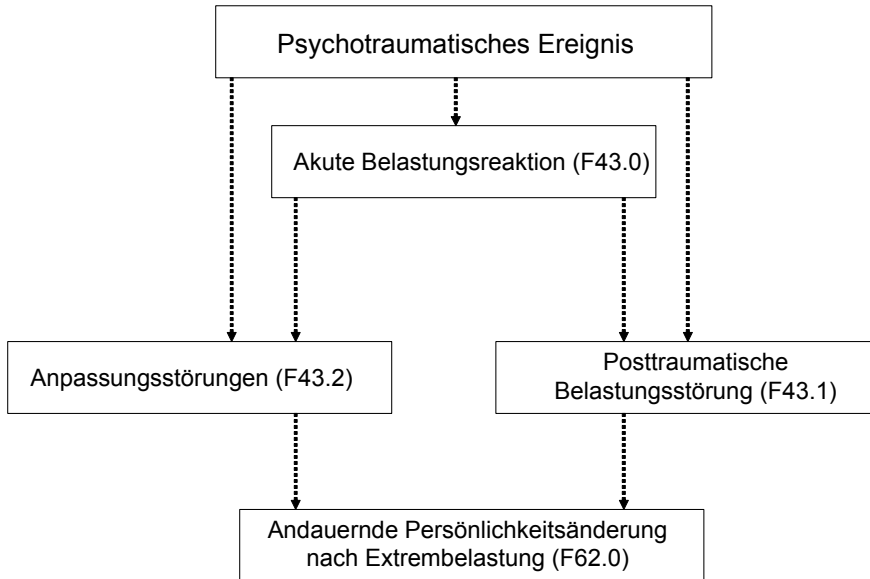 Psychotraumatisches Ereignis
Akute Belastungsreaktion (F43.0)
Anpassungsstörungen (F43.2)
Posttraumatische
Belastungsstörung (F43.1)
Andauernde Persönlichkeitsänderung
nach Extrembelastung (F62.0)